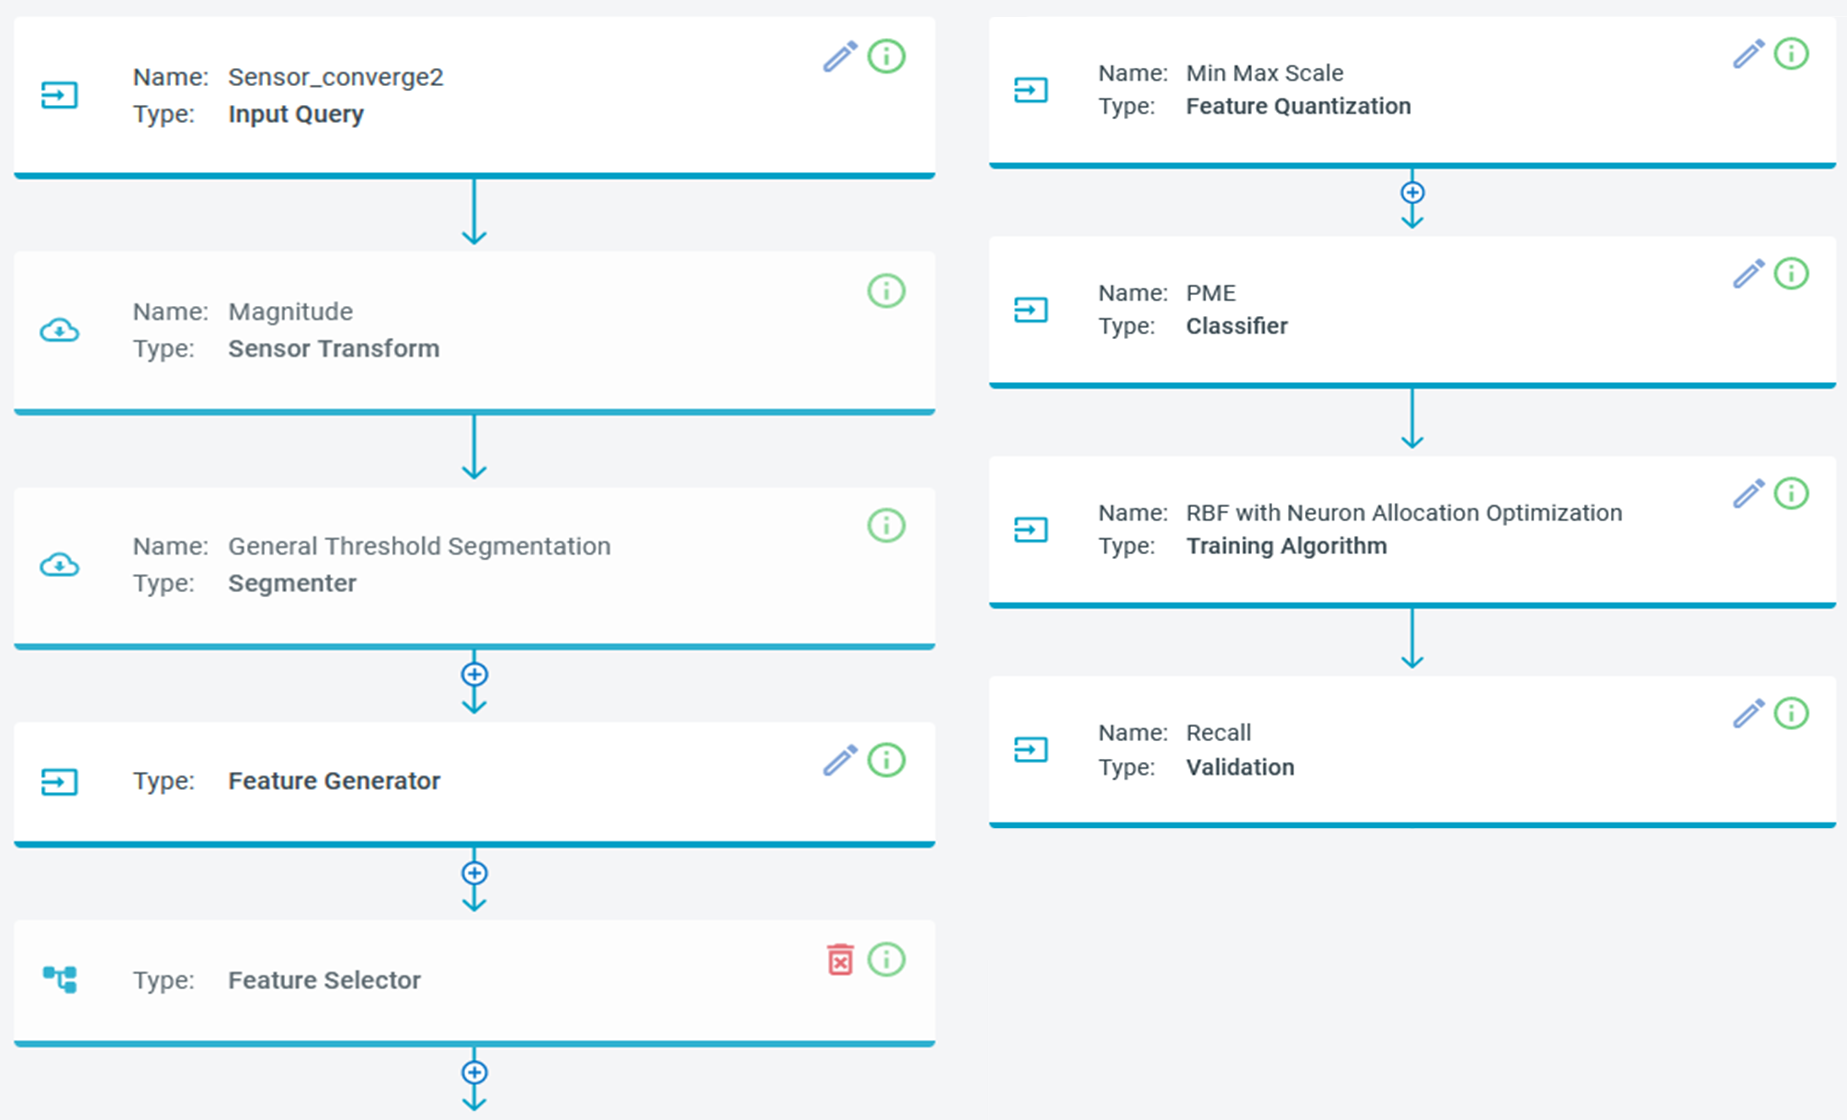 Name: Sensor_converge2
Type: Input Query
Name: Magnitude
Type: Sensor Transform
Name: General Threshold Segmentation
Type: Segmenter
Type: Feature Generator
Type: Feature Selector
Name: Min Max Scale
Type: Feature Quantization
Name: PME
Type: Classifier
Name: RBF with Neuron Allocation Optimization
Type: Training Algorithm
Name: Recall
Type: Validation